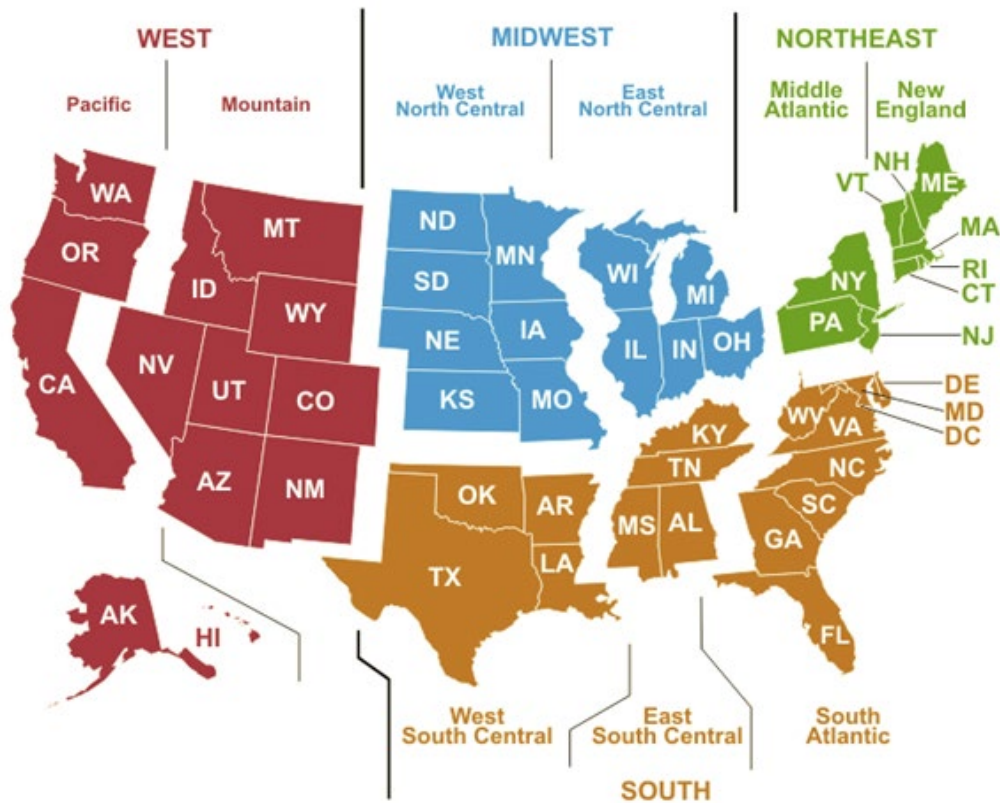 WEST
MIDWEST
NORTHEAST
Pacific
Mountain
West
North Central
East
North Central
Middle
Atlantic
New
England
WA
OR
CA
MT
ID
WY
NV
UT
CO
AZ
NM
AK
HI
ND
SD
NE
KS
MN
IA
MO
WI
MI
IL
IN
OH
NH
VT
ME
MA
RI
CT
NY
PA
NJ
DE
MD
DC
WV
VA
KY
TN
NC
SC
OK
AR
MS
AL
GA
LA
TX
FL
West
South Central
East
South Central
South
Atlantic
SOUTH